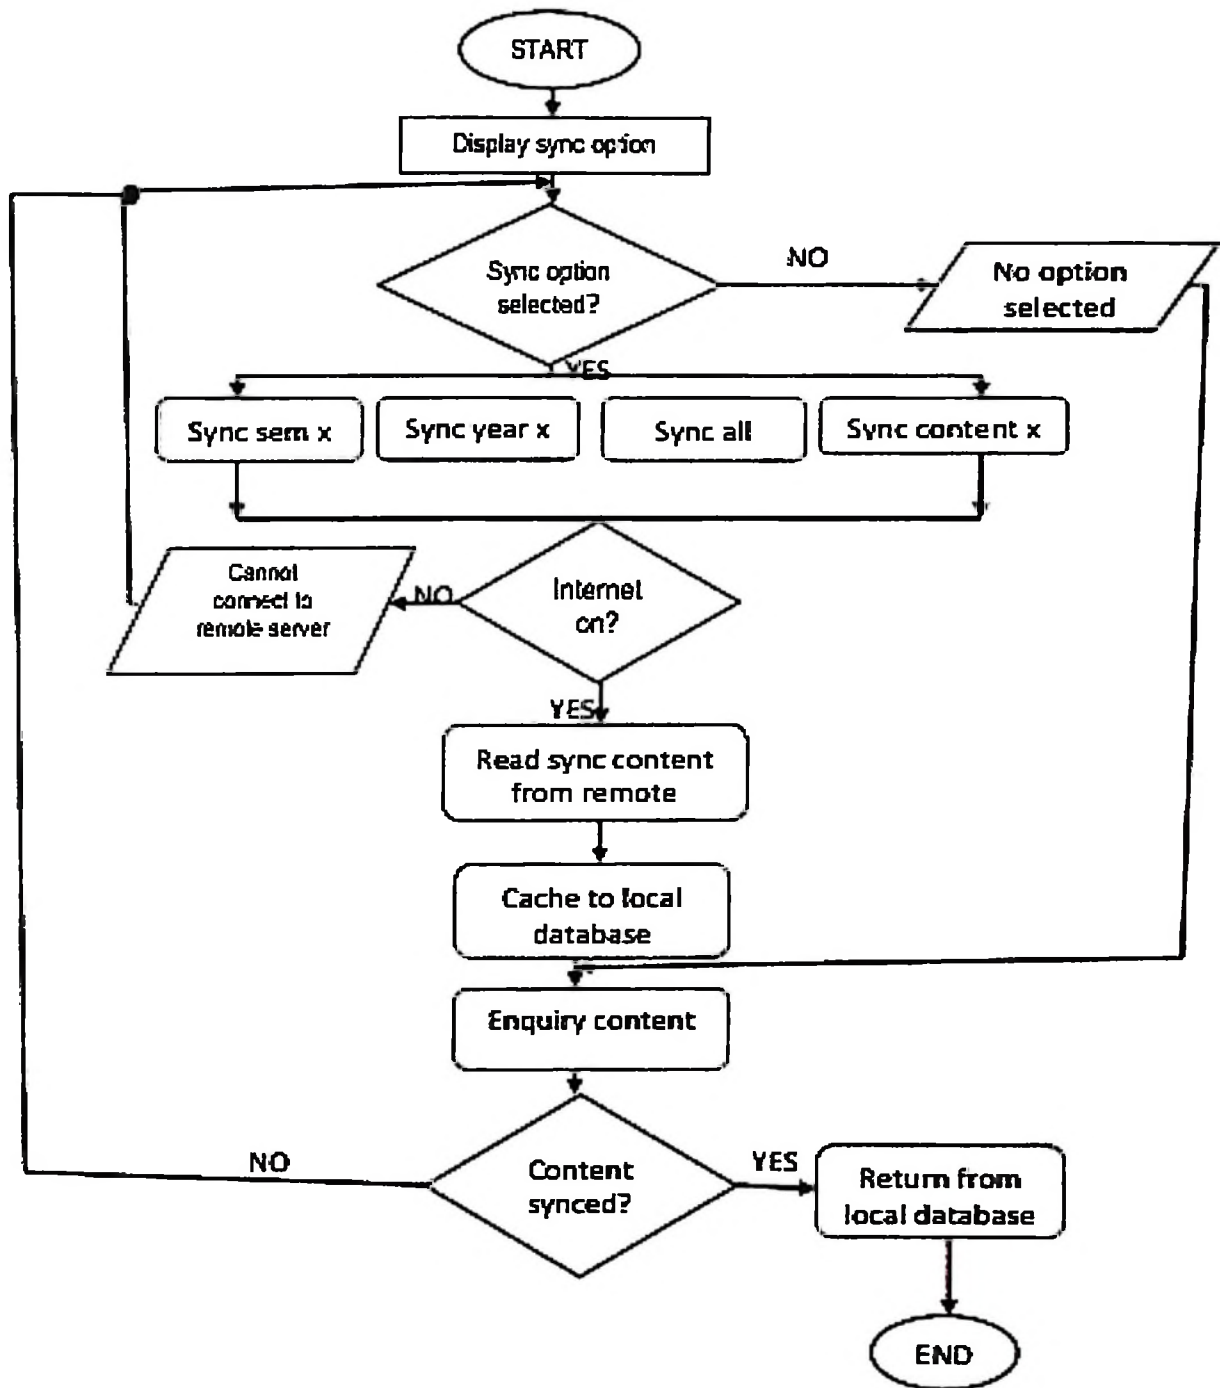 START
Display sync option
Sync option
selected?
NO
No option
selected
YES
Sync sem x
Sync year x
Sync all
Sync content x
Cannot
connect to
remote server
NO
Internet
on?
YES
Read sync content
from remote
Cache to local
database
Enquiry content
NO
Content
synced?
YES
Return from
local database
END